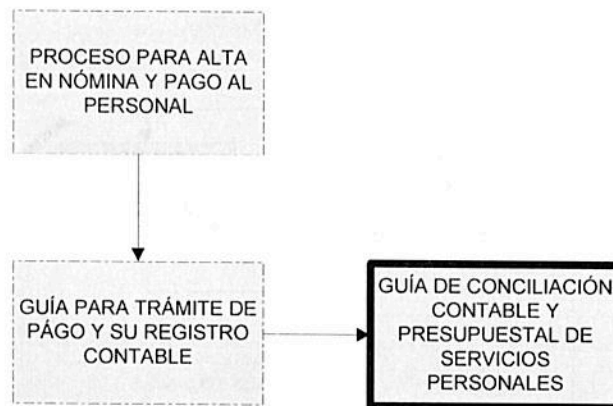 PROCESO PARA ALTA
EN NÓMINA Y PAGO AL
PERSONAL
GUÍA PARA TRÁMITE DE
PÁGO Y SU REGISTRO
CONTABLE
GUÍA DE CONCILIACIÓN
CONTABLE Y
PRESUPUESTAL DE
SERVICIOS
PERSONALES